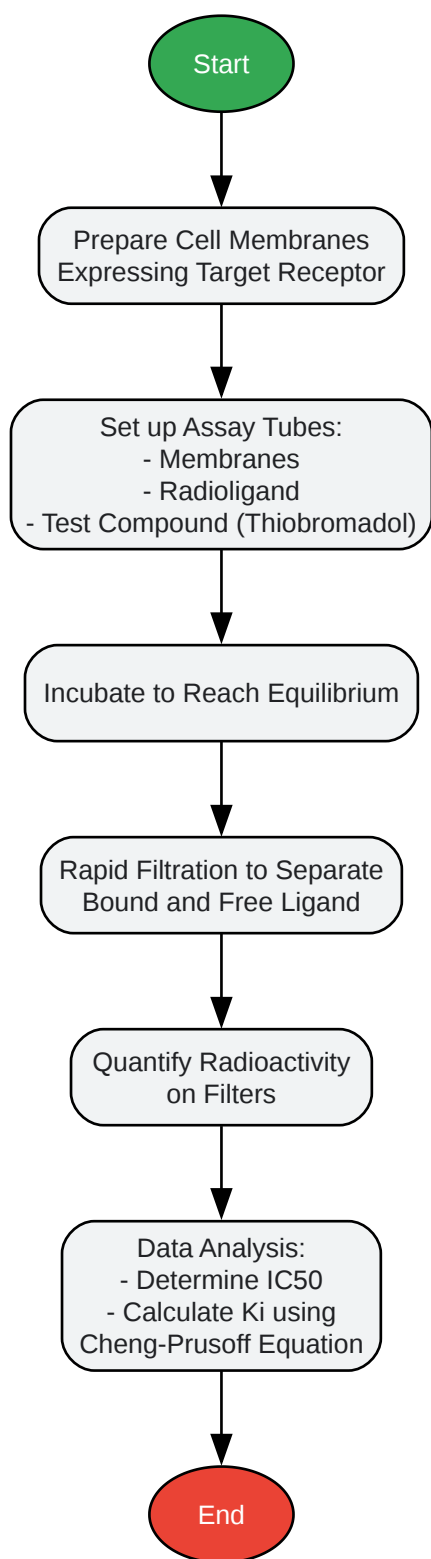 Start
Prepare Cell Membranes
Expressing Target Receptor
Set up Assay Tubes:
- Membranes
- Radioligand
- Test Compound (Thiobromadol)
Incubate to Reach Equilibrium
Rapid Filtration to Separate
Bound and Free Ligand
Quantify Radioactivity
on Filters
Data Analysis:
- Determine IC50
- Calculate Ki using
Cheng-Prusoff Equation
End